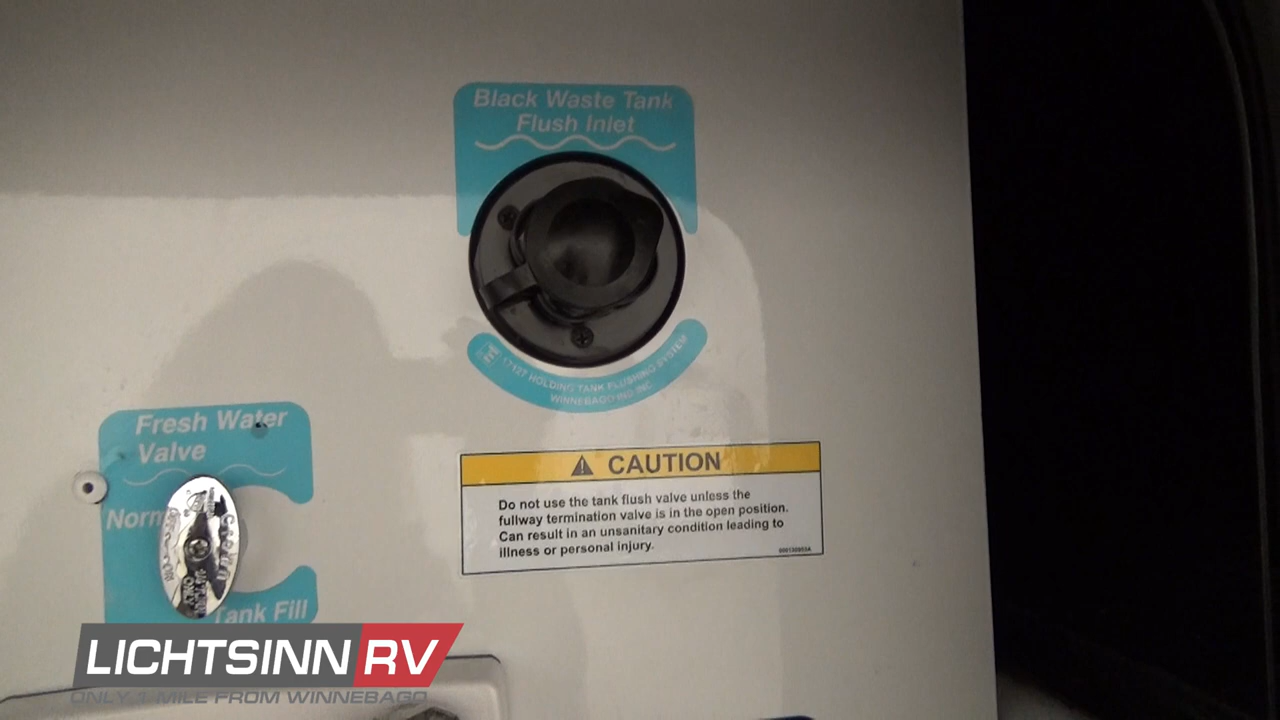 Black Waste Tank
Flush Inlet
17127 HOLDING TANK FLUSHING SYSTEM
WINNEBAGO IND INC
Fresh Water
Valve
Norm
Tank Fill
CAUTION
Do not use the tank flush valve unless the
fullway termination valve is in the open position.
Can result in an unsanitary condition leading to
illness or personal injury.
LICHTSINN RV
ONLY 1 MILE FROM WINNEBAGO